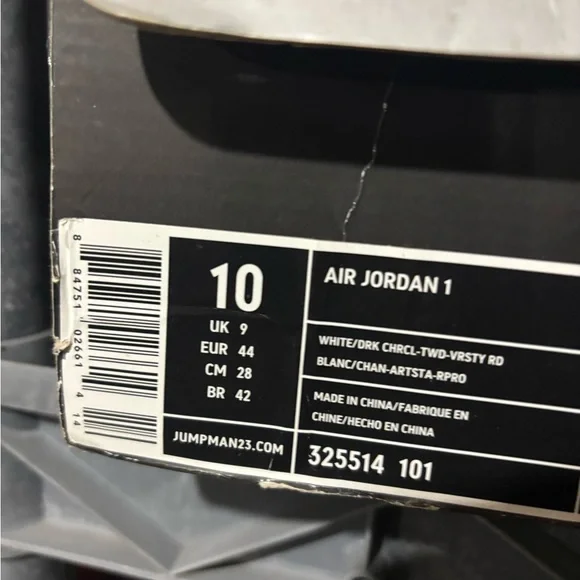 8 84751 02661 4 14
10
UK 9
EUR 44
CM 28
BR 42
JUMPMAN23.COM
AIR JORDAN 1
WHITE/DRK CHRCL-TWD-VRSTY RD
BLANC/CHAN-ARTSTA-RPRO
MADE IN CHINA/FABRIQUE EN
CHINE/HECHO EN CHINA
325514 101